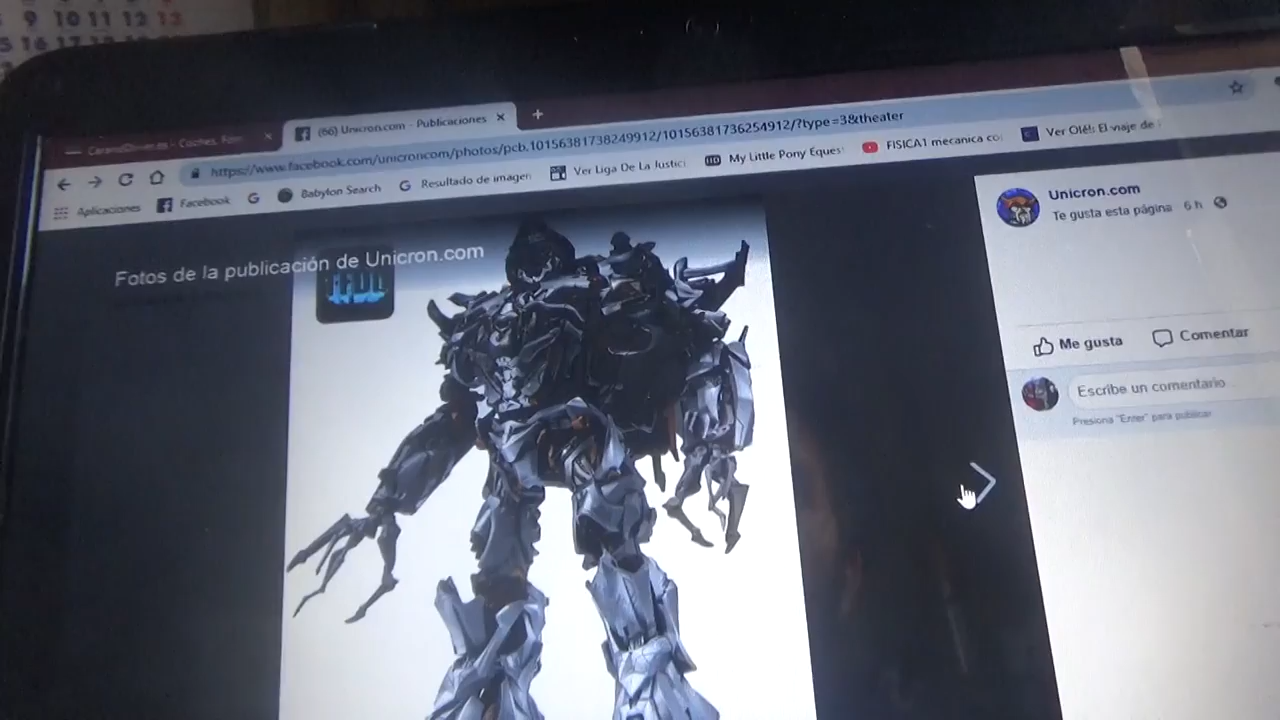 9 10 11 12 13
16 17 18
(66) Unicron.com - Publicaciones
https://www.facebook.com/unicroncom/photos/pcb.10156381738249912/10156381736254912/?type=3&theater
Aplicaciones Facebook Babylon Search Resultado de imagen Ver Liga De La Justici My Little Pony Eques FISICA1 mecanica co Ver Olé!: El viaje de
Fotos de la publicación de Unicron.com
Unicron.com
Te gusta esta página 6 h
Me gusta Comentar
Escribe un comentario...
Presiona "Enter" para publicar